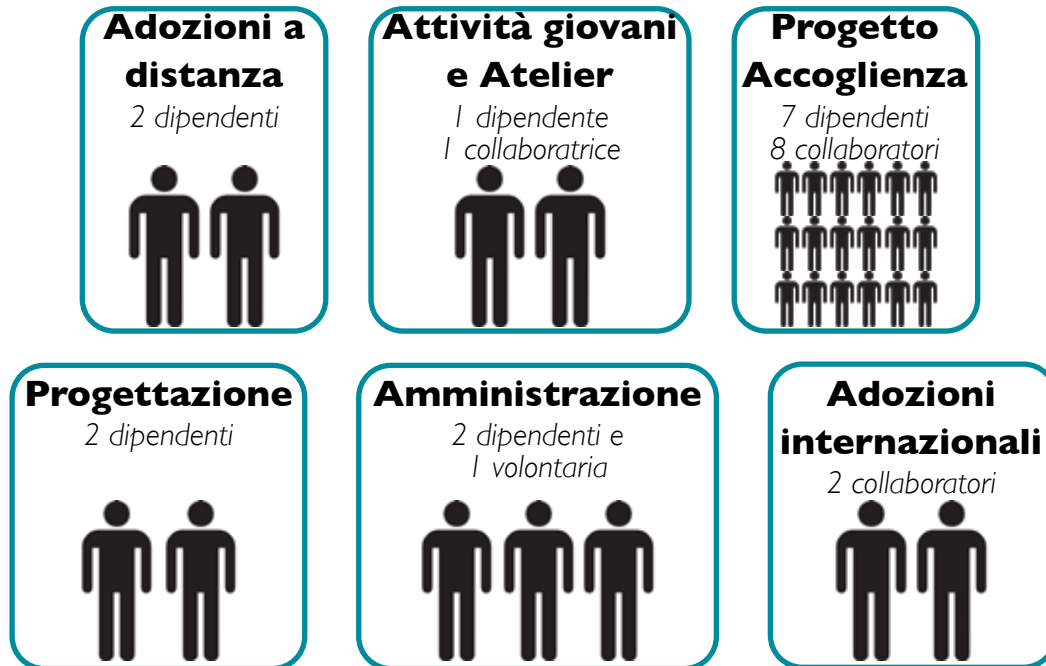 Adozioni a
distanza
2 dipendenti
Attività giovani
e Atelier
1 dipendente
1 collaboratrice
Progetto
Accoglienza
7 dipendenti
8 collaboratori
Progettazione
2 dipendenti
Amministrazione
2 dipendenti e
1 volontaria
Adozioni
internazionali
2 collaboratori